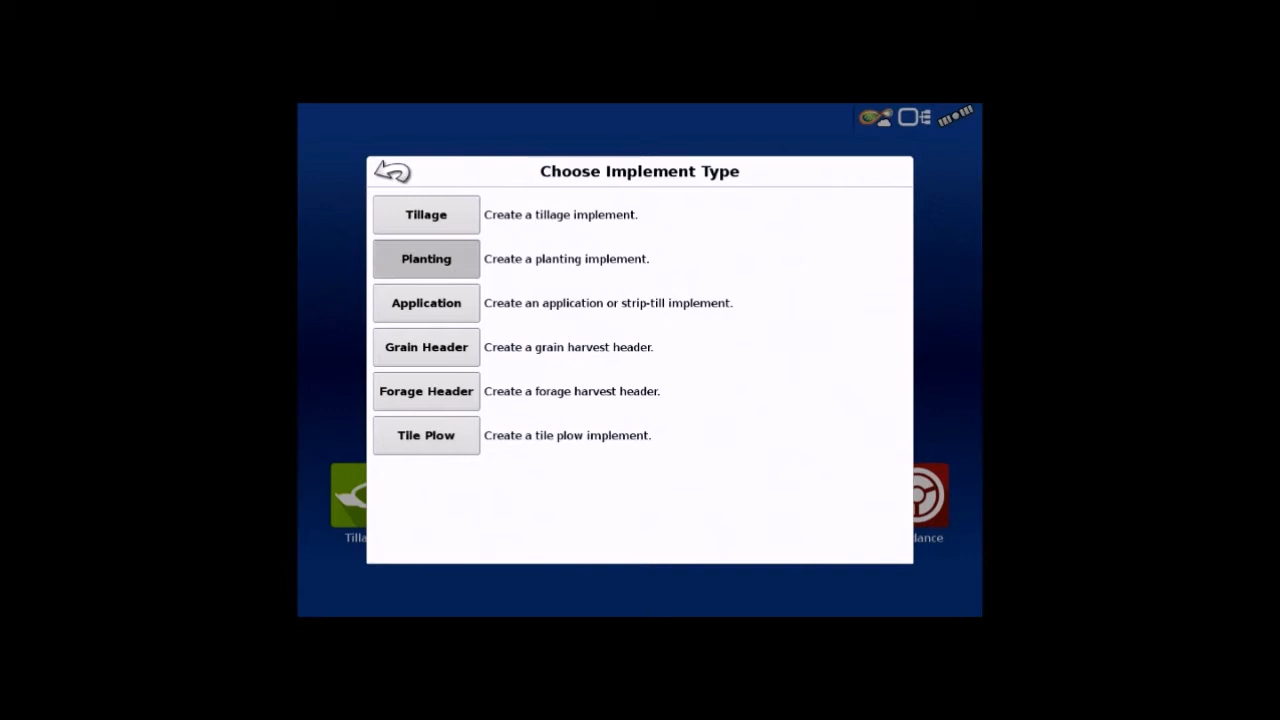 Choose Implement Type
Tillage Create a tillage implement.
Planting Create a planting implement.
Application Create an application or strip-till implement.
Grain Header Create a grain harvest header.
Forage Header Create a forage harvest header.
Tile Plow Create a tile plow implement.